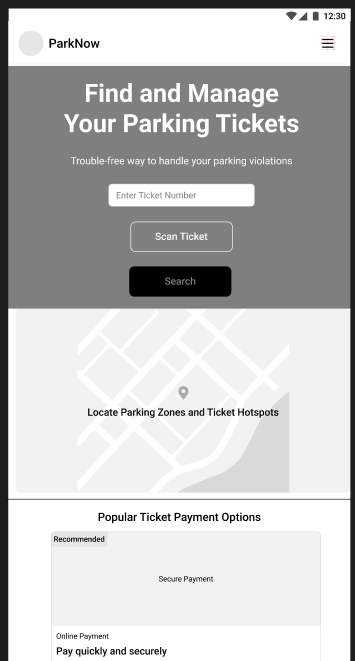 12:30
ParkNow
Find and Manage
Your Parking Tickets
Trouble-free way to handle your parking violations
Enter Ticket Number
Scan Ticket
Search
Locate Parking Zones and Ticket Hotspots
Popular Ticket Payment Options
Recommended
Secure Payment
Online Payment
Pay quickly and securely